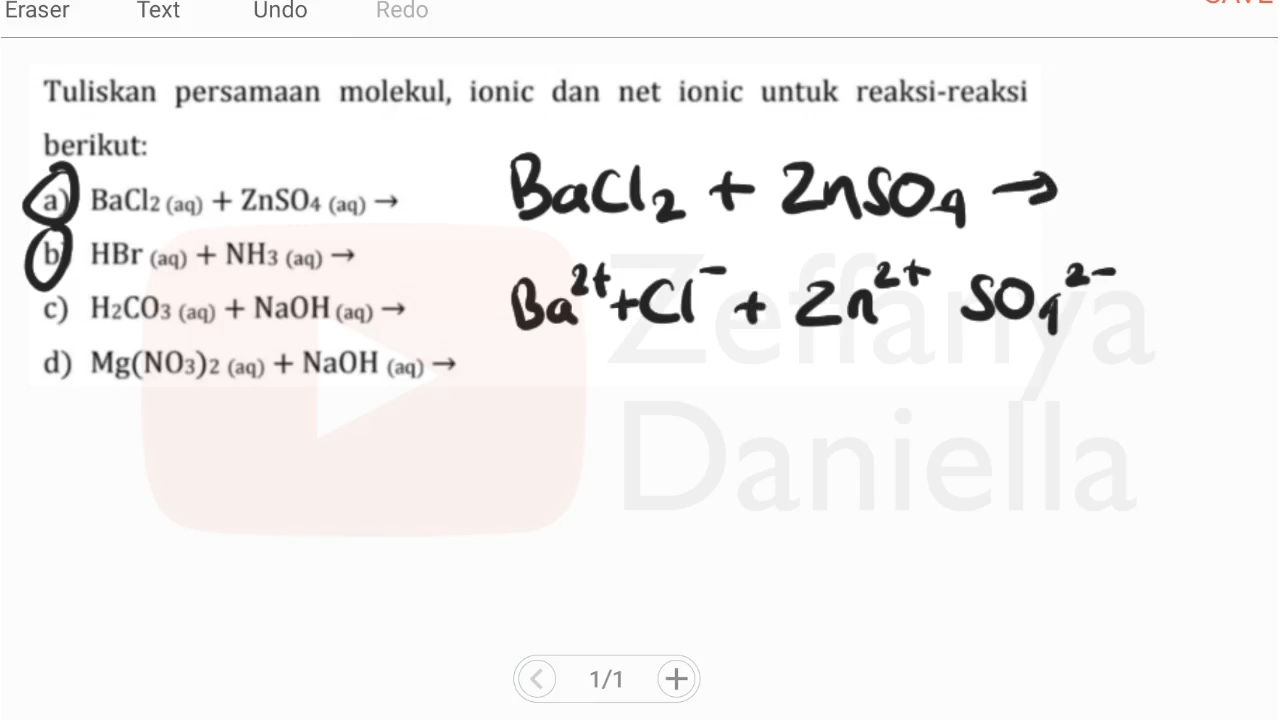 Eraser Text Undo Redo SAVE
Tuliskan persamaan molekul, ionic dan net ionic untuk reaksi-reaksi
berikut:
a) BaCl2 (aq) + ZnSO4 (aq) →
b) HBr (aq) + NH3 (aq) →
c) H2CO3 (aq) + NaOH (aq) →
d) Mg(NO3)2 (aq) + NaOH (aq) →
BaCl2 + ZnSO4 →
Ba2+ + Cl- + Zn2+ SO42-
Zeffanya
Daniella
1/1